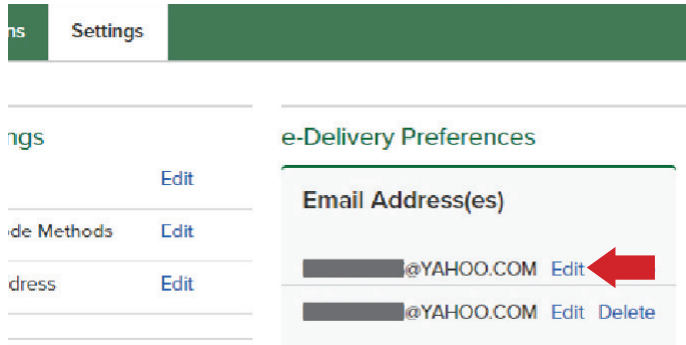 ns Settings
ngs
Edit
ode Methods Edit
dress Edit
e-Delivery Preferences
Email Address(es)
@YAHOO.COM Edit
@YAHOO.COM Edit Delete